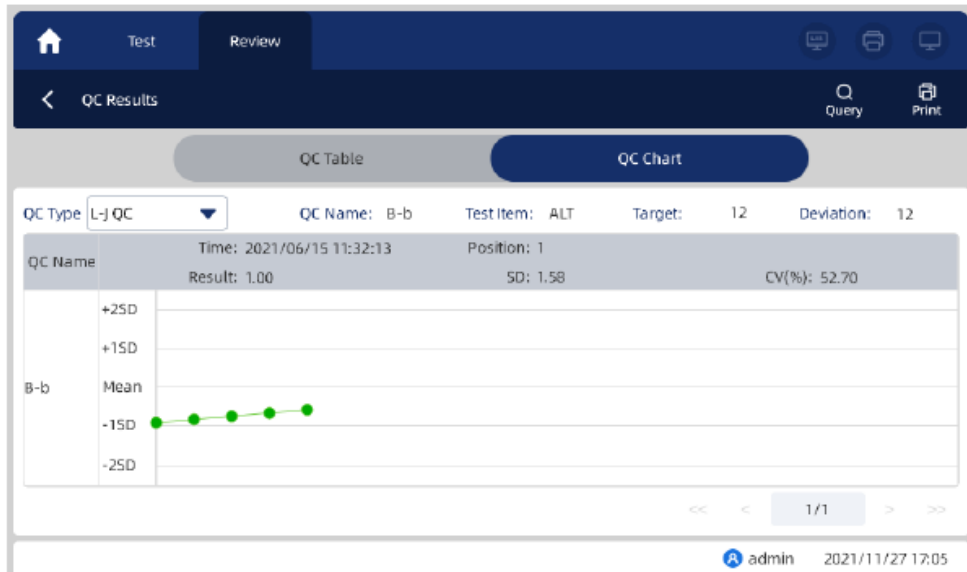 Test Review
QC Results
Query Print
QC Table QC Chart
QC Type L-J QC QC Name: B-b Test Item: ALT Target: 12 Deviation: 12
QC Name
Time: 2021/06/15 11:32:13 Position: 1
Result: 1.00 SD: 1.58 CV(%): 52.70
+2SD
+1SD
B-b Mean
-1SD
-2SD
<< < 1/1 > >>
admin 2021/11/27 17:05